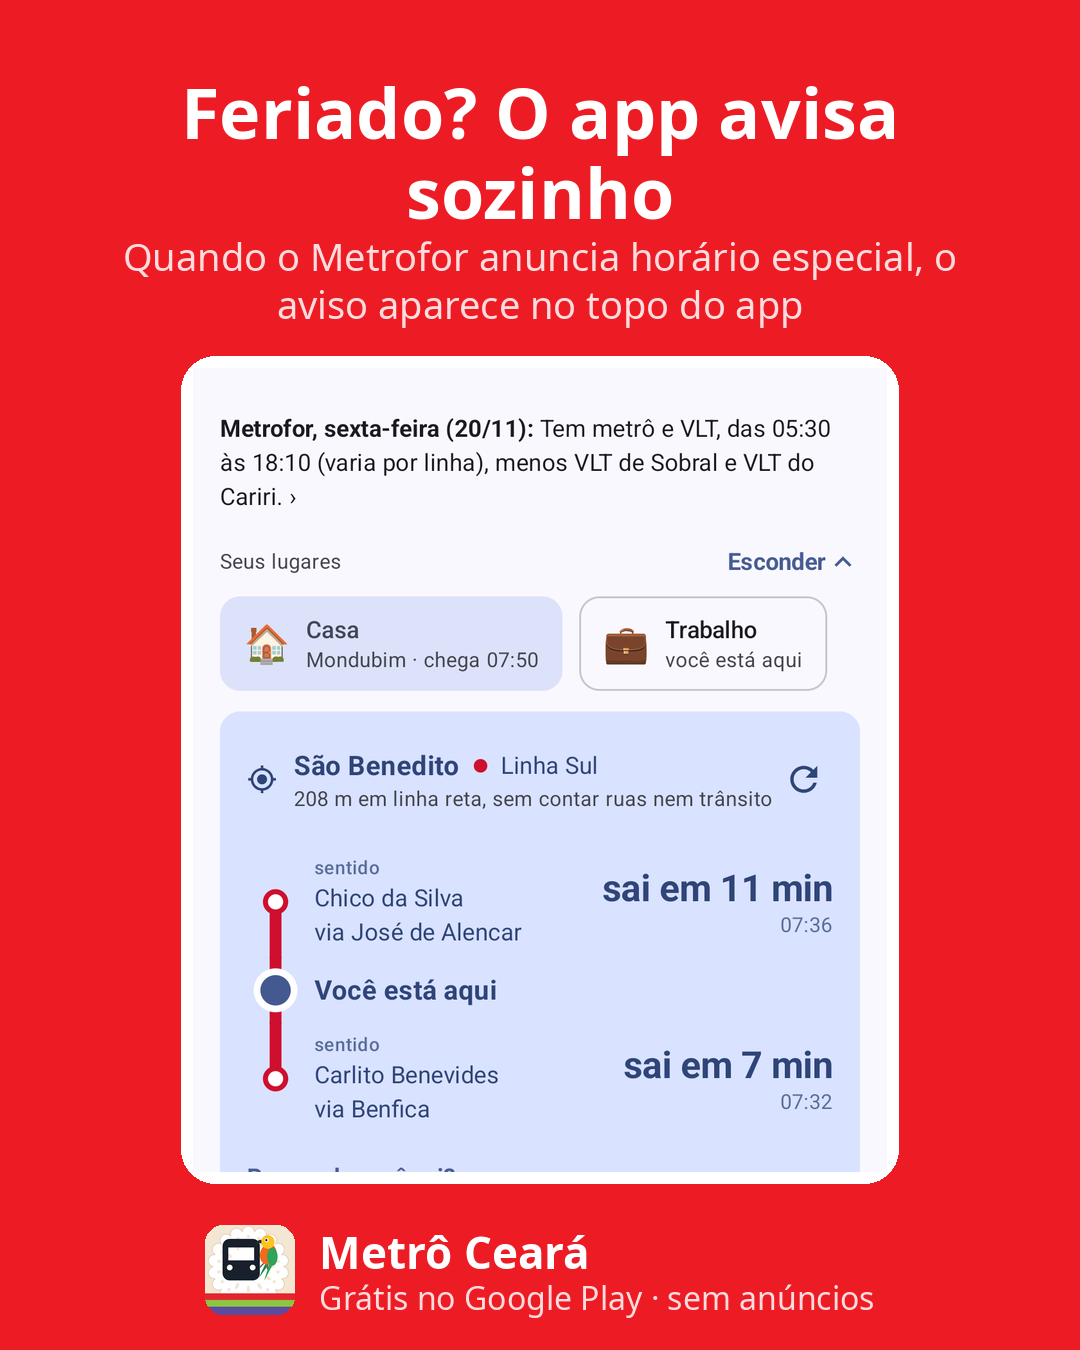 Feriado? O app avisa
sozinho
Quando o Metrofor anuncia horário especial, o
aviso aparece no topo do app
Metrofor, sexta-feira (20/11): Tem metrô e VLT, das 05:30
às 18:10 (varia por linha), menos VLT de Sobral e VLT do
Cariri. ›
Seus lugares
Esconder
Casa
Mondubim · chega 07:50
Trabalho
você está aqui
São Benedito
Linha Sul
208 m em linha reta, sem contar ruas nem trânsito
sentido
Chico da Silva
via José de Alencar
sai em 11 min
07:36
Você está aqui
sentido
Carlito Benevides
via Benfica
sai em 7 min
07:32
Metrô Ceará
Grátis no Google Play · sem anúncios